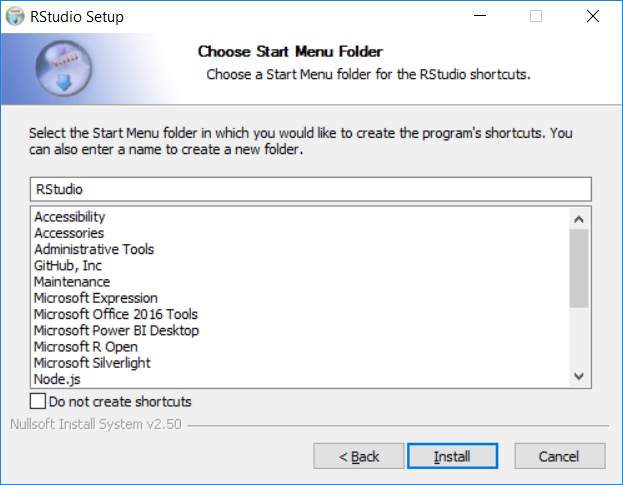 RStudio Setup
Choose Start Menu Folder
Choose a Start Menu folder for the RStudio shortcuts.
Select the Start Menu folder in which you would like to create the program's shortcuts. You
can also enter a name to create a new folder.
RStudio
Accessibility
Accessories
Administrative Tools
GitHub, Inc
Maintenance
Microsoft Expression
Microsoft Office 2016 Tools
Microsoft Power BI Desktop
Microsoft R Open
Microsoft Silverlight
Node.js
Do not create shortcuts
Nullsoft Install System v2.50
< Back
Install
Cancel